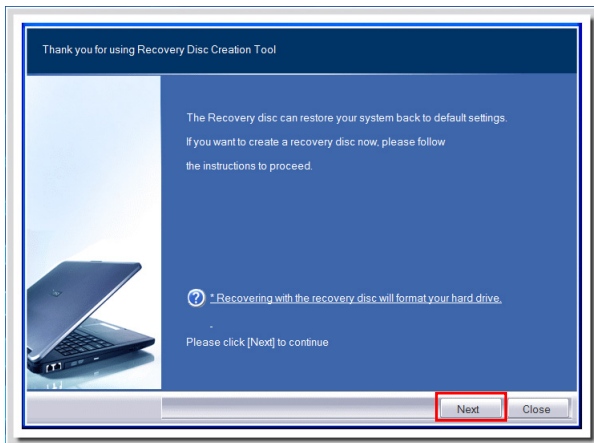 Thank you for using Recovery Disc Creation Tool
The Recovery disc can restore your system back to default settings.
If you want to create a recovery disc now, please follow
the instructions to proceed.
* Recovering with the recovery disc will format your hard drive.
.
Please click [Next] to continue
Next Close